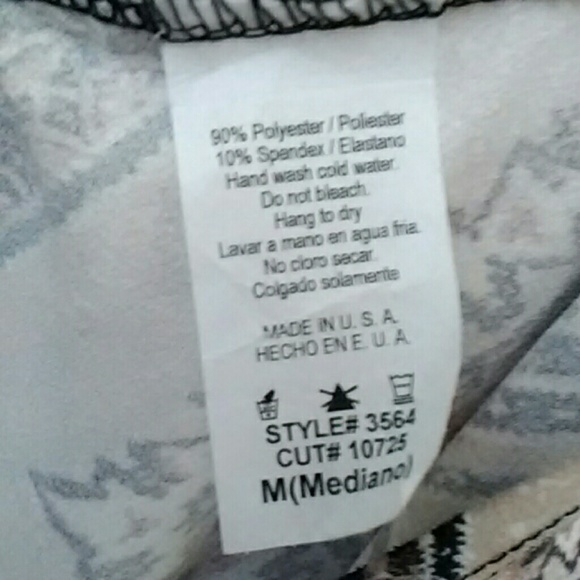 90% Polyester / Poliester
10% Spendex / Elastano
Hand wash cold water.
Do not bleach.
Hang to dry
Lavar a mano en agua fria.
No cloro secar.
Colgado solamente
MADE IN U. S. A.
HECHO EN E. U. A.
STYLE# 3564
CUT# 10725
M(Mediano)